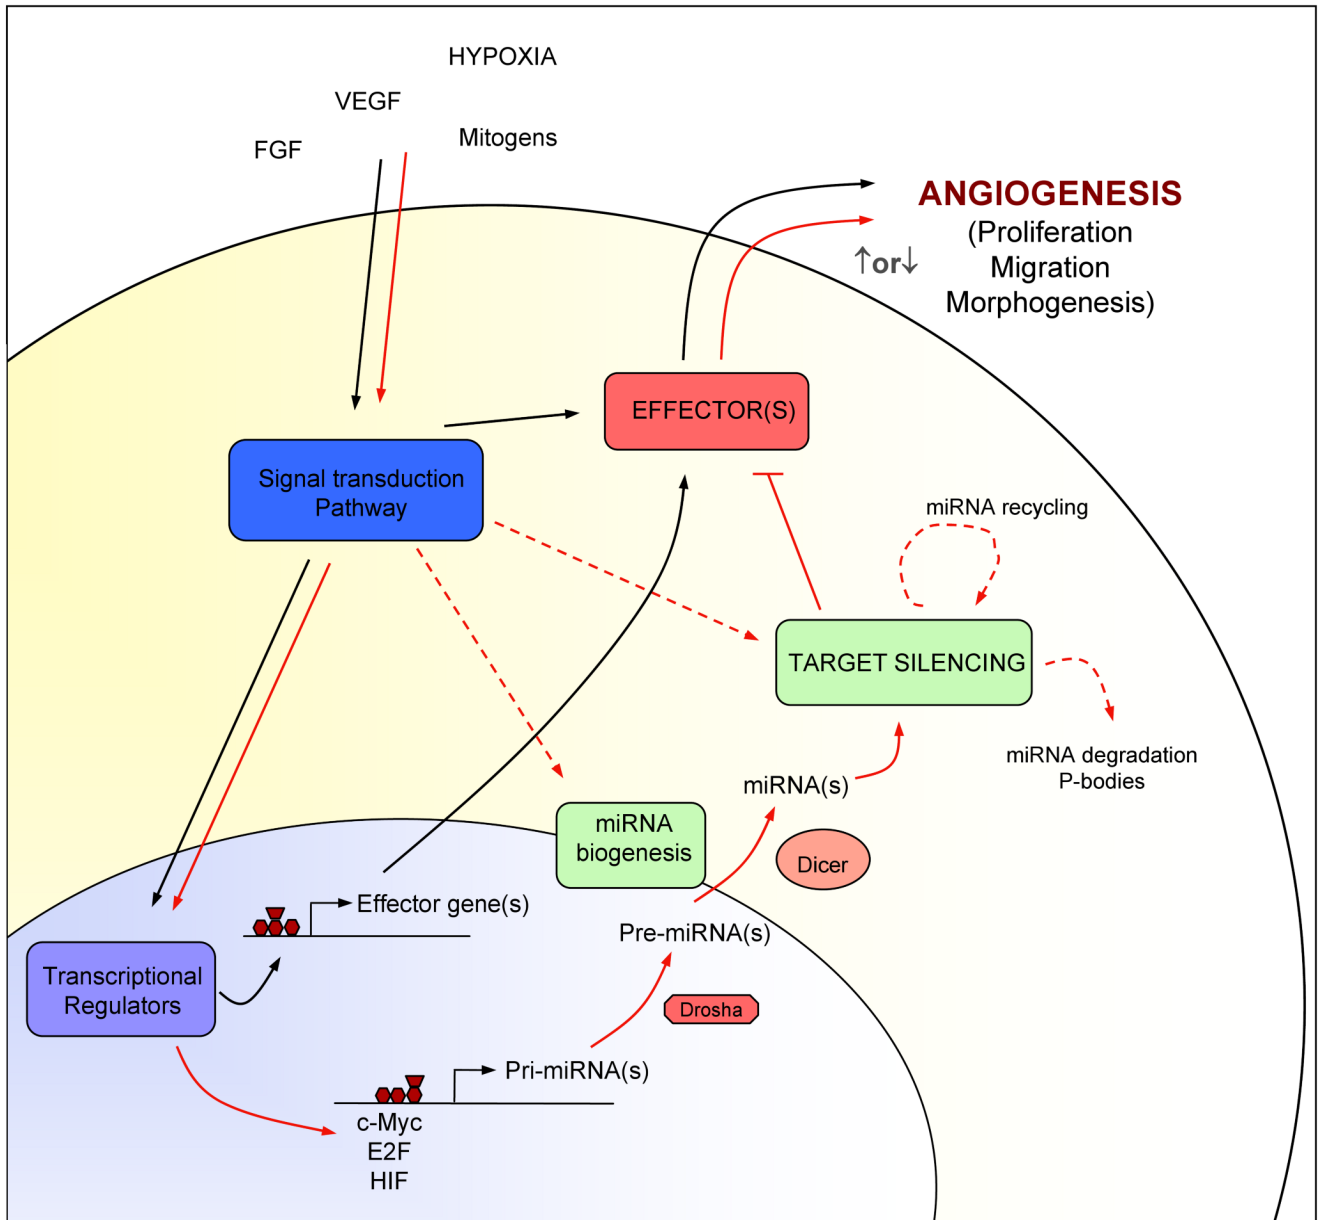 HYPOXIA
VEGF
Mitogens
FGF
ANGIOGENESIS
(Proliferation
Migration
Morphogenesis)
↑or↓
EFFECTOR(S)
Signal transduction
Pathway
miRNA recycling
TARGET SILENCING
miRNA degradation
P-bodies
miRNA(s)
miRNA
biogenesis
Dicer
Effector gene(s)
Pre-miRNA(s)
Transcriptional
Regulators
Drosha
Pri-miRNA(s)
c-Myc
E2F
HIF